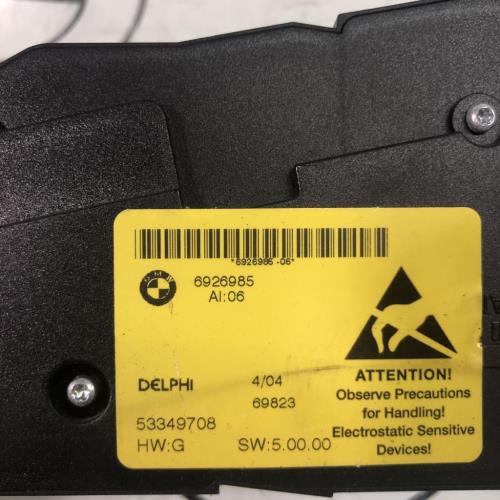 *6926985-06*
BMW
6926985
AI:06
DELPHI
4/04
69823
53349708
HW:G
SW:5.00.00
ATTENTION!
Observe Precautions
for Handling!
Electrostatic Sensitive
Devices!